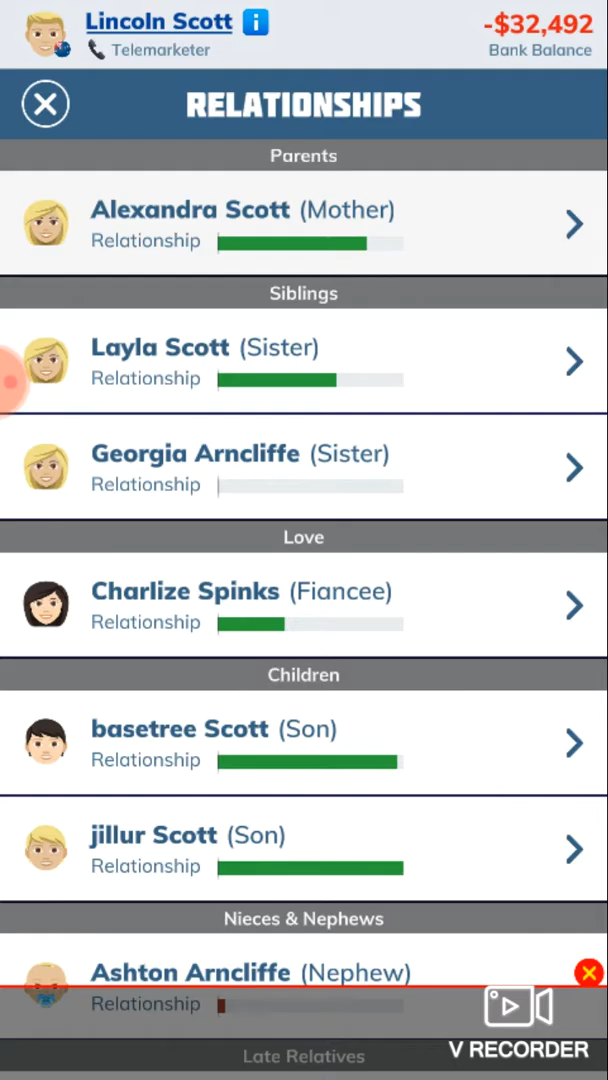 Lincoln Scott i
-$32,492
Telemarketer
Bank Balance
RELATIONSHIPS
Parents
Alexandra Scott (Mother)
Relationship
Siblings
Layla Scott (Sister)
Relationship
Georgia Arncliffe (Sister)
Relationship
Love
Charlize Spinks (Fiancee)
Relationship
Children
basetree Scott (Son)
Relationship
jillur Scott (Son)
Relationship
Nieces & Nephews
Ashton Arncliffe (Nephew)
Relationship
V RECORDER
Late Relatives